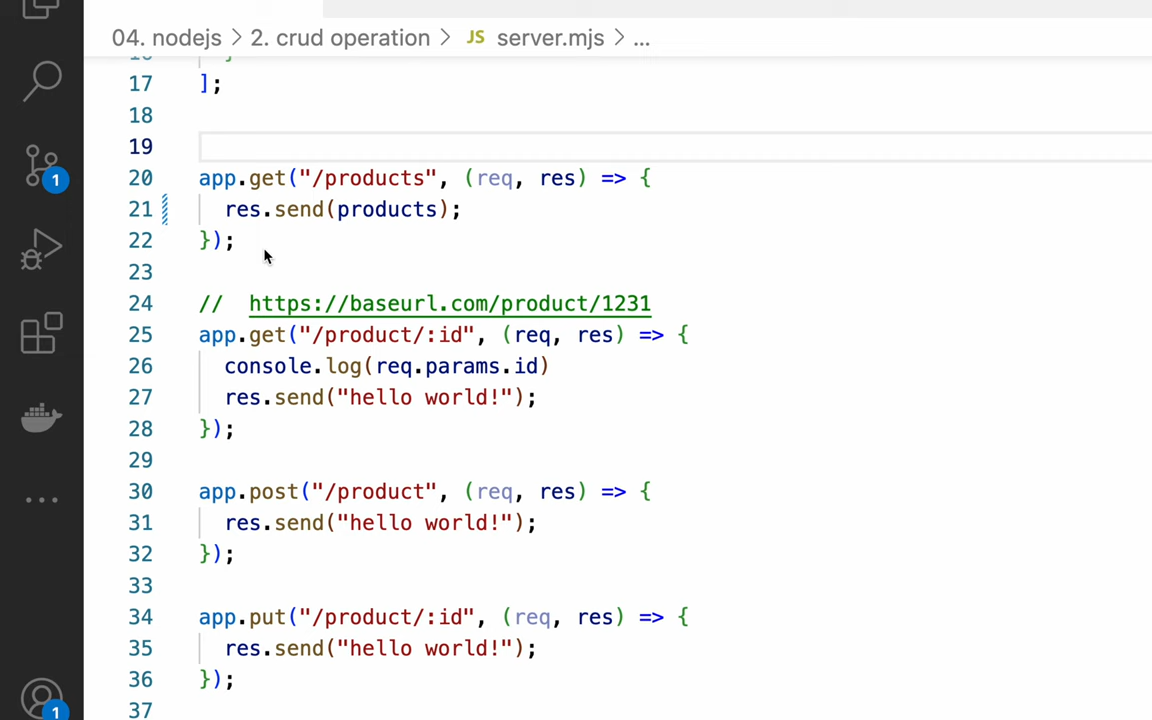 04. nodejs > 2. crud operation > JS server.mjs > ...
17 ];
18
19
20 app.get("/products", (req, res) => {
21 res.send(products);
22 });
23
24 // https://baseurl.com/product/1231
25 app.get("/product/:id", (req, res) => {
26 console.log(req.params.id)
27 res.send("hello world!");
28 });
29
30 app.post("/product", (req, res) => {
31 res.send("hello world!");
32 });
33
34 app.put("/product/:id", (req, res) => {
35 res.send("hello world!");
36 });
37
1
1